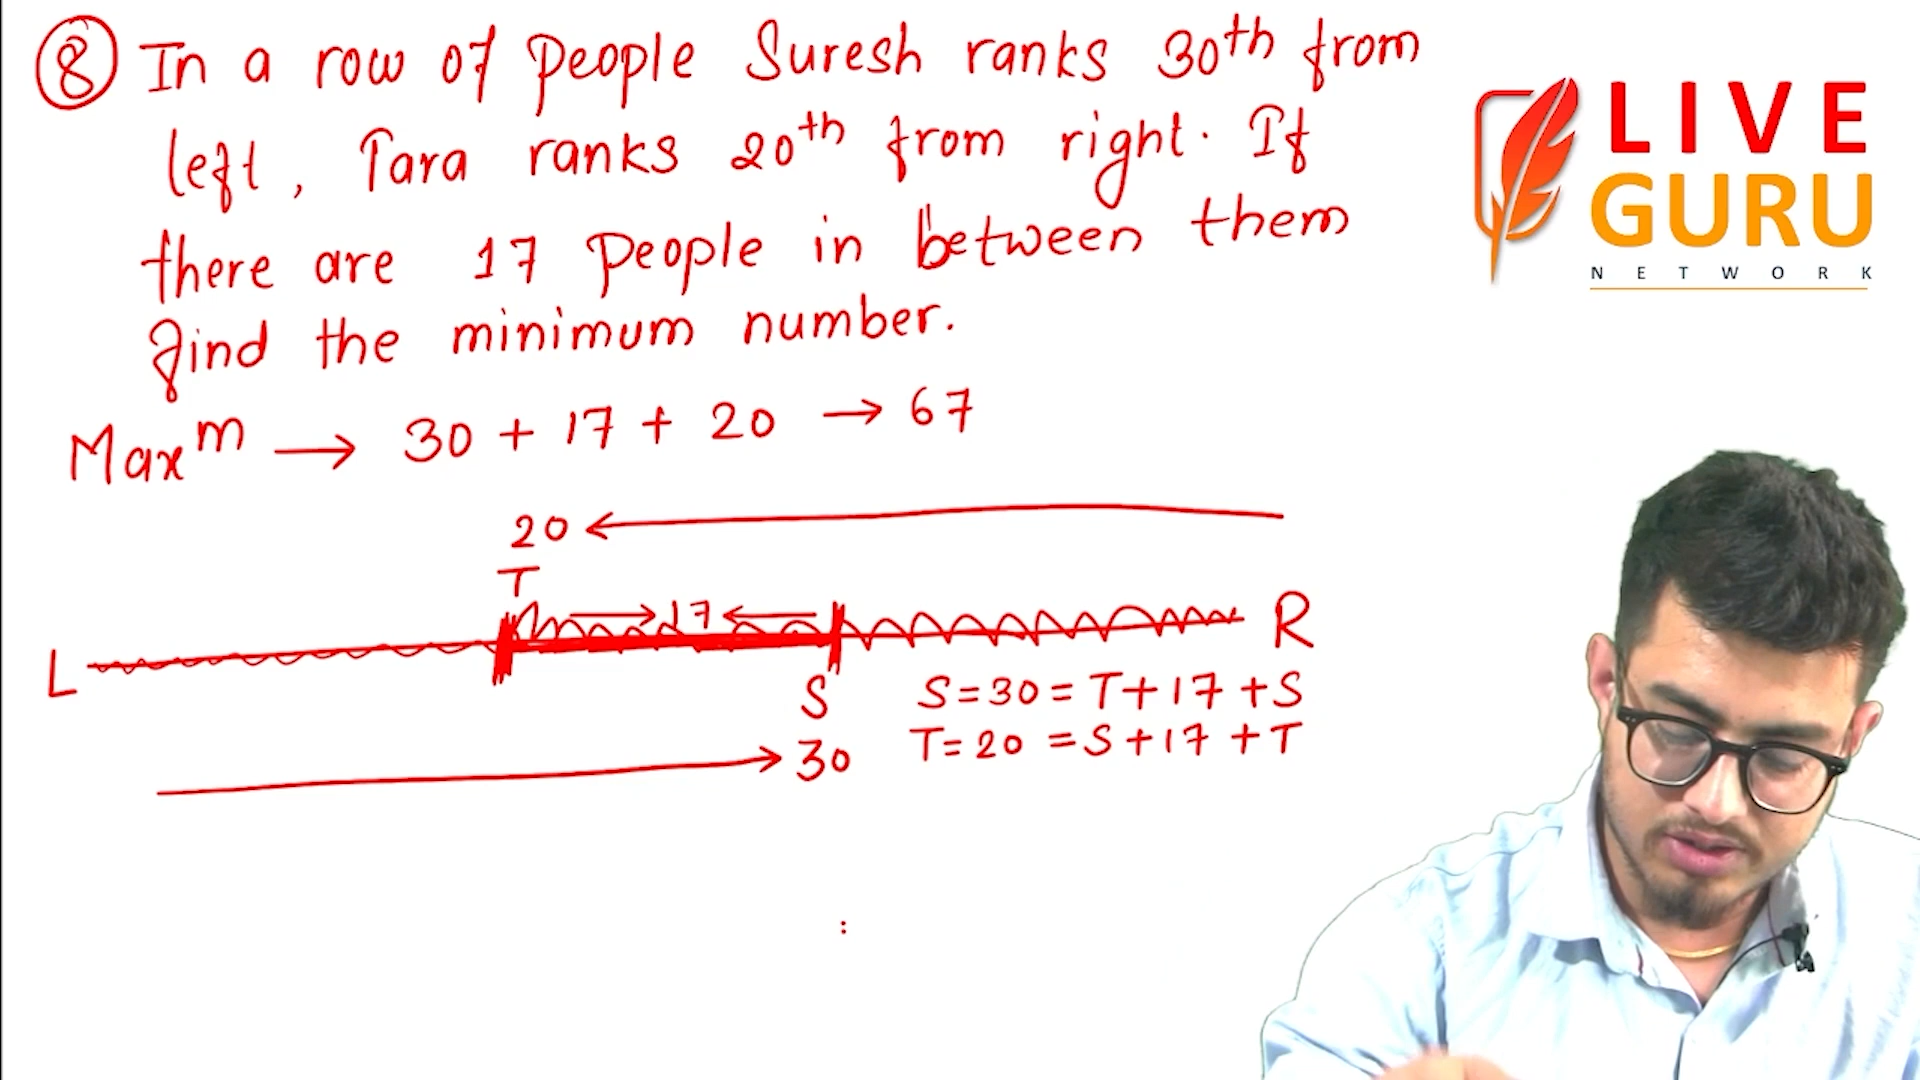 8 In a row of people Suresh ranks 30th from
left, Tara ranks 20th from right. If
there are 17 people in between them
find the minimum number.
Maxm → 30 + 17 + 20 → 67
20 ←
T
→ 17 ←
L
R
S
→ 30
S = 30 = T + 17 + S
T = 20 = S + 17 + T
LIVE
GURU
NETWORK